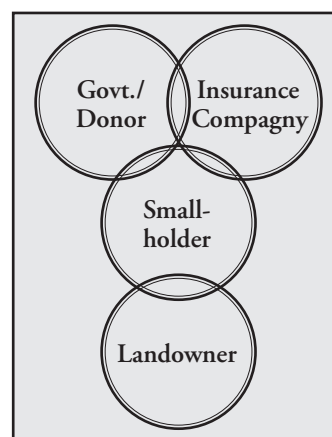 Govt./
Donor
Insurance
Compagny
Small-
holder
Landowner